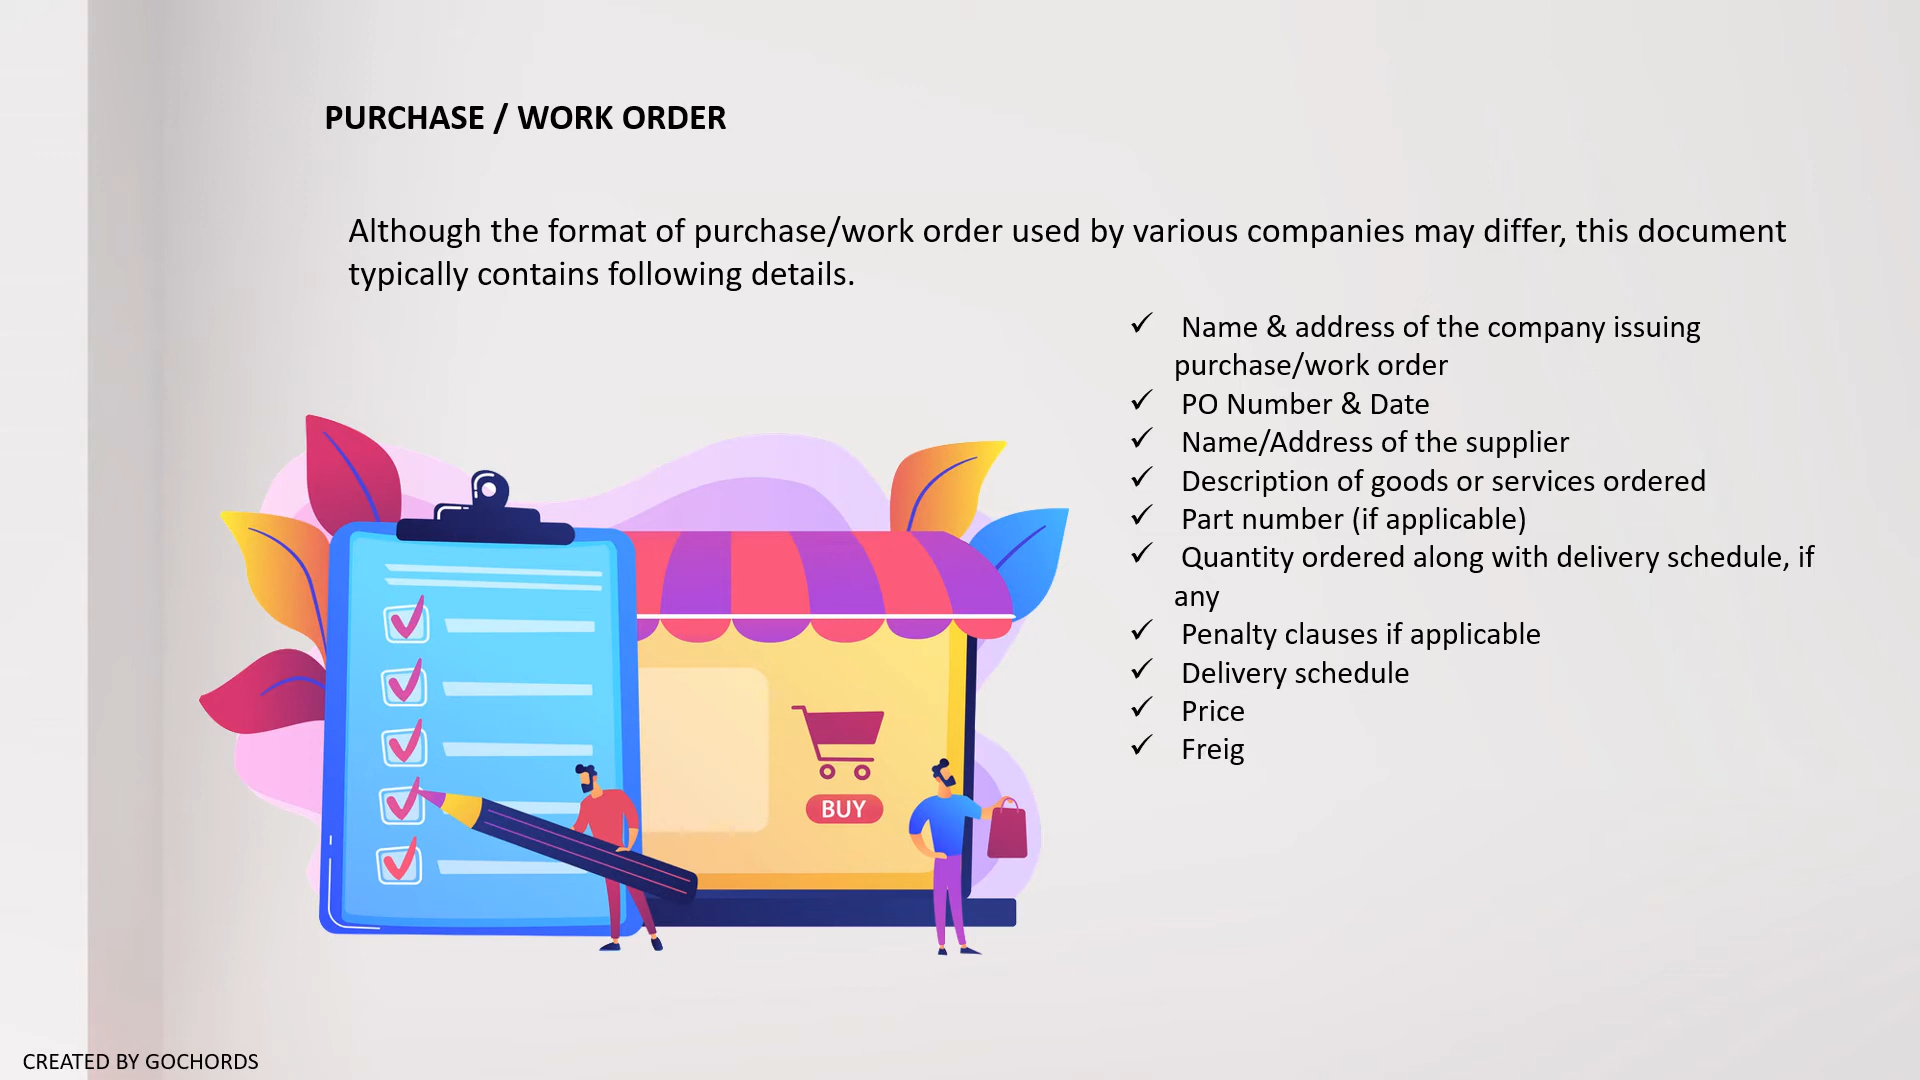 PURCHASE / WORK ORDER
Although the format of purchase/work order used by various companies may differ, this document
typically contains following details.
✓ Name & address of the company issuing
purchase/work order
✓ PO Number & Date
✓ Name/Address of the supplier
✓ Description of goods or services ordered
✓ Part number (if applicable)
✓ Quantity ordered along with delivery schedule, if
any
✓ Penalty clauses if applicable
✓ Delivery schedule
✓ Price
✓ Freig
BUY
CREATED BY GOCHORDS